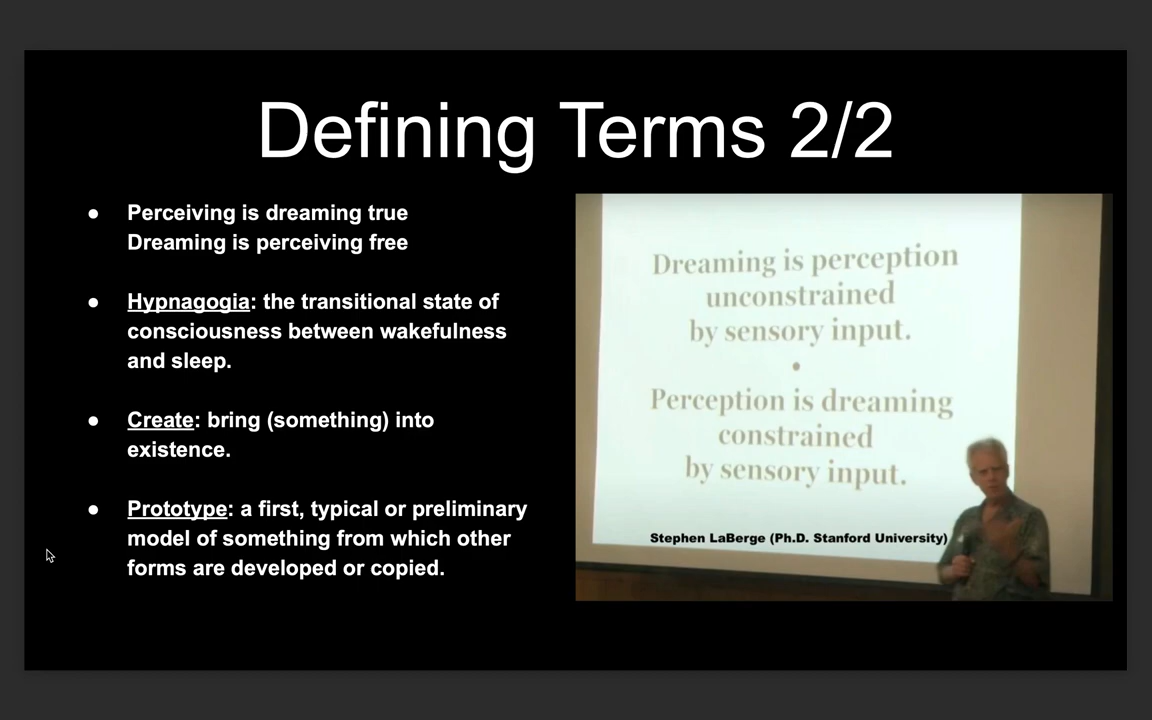 Defining Terms 2/2
● Perceiving is dreaming true
Dreaming is perceiving free
● Hypnagogia: the transitional state of
consciousness between wakefulness
and sleep.
● Create: bring (something) into
existence.
● Prototype: a first, typical or preliminary
model of something from which other
forms are developed or copied.
Dreaming is perception
unconstrained
by sensory input.
•
Perception is dreaming
constrained
by sensory input.
Stephen LaBerge (Ph.D. Stanford University)